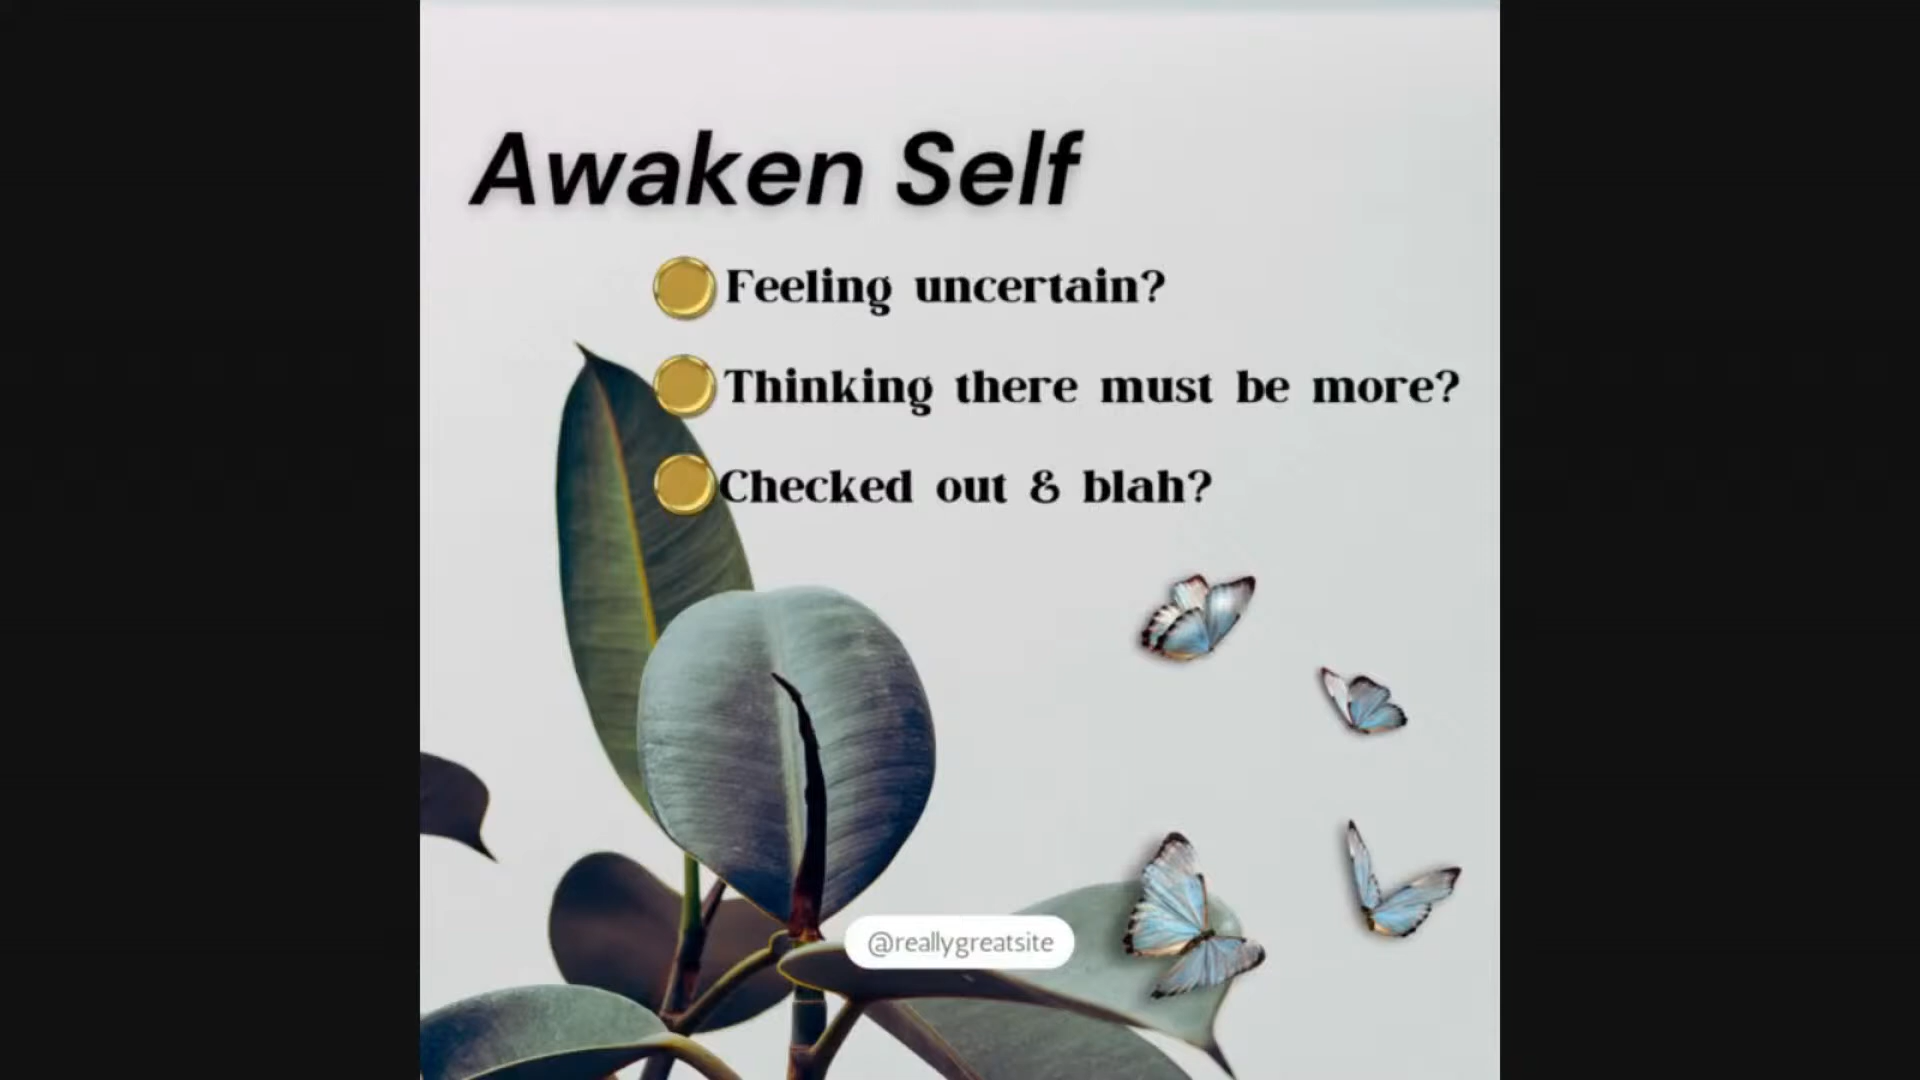 Awaken Self
Feeling uncertain?
Thinking there must be more?
Checked out & blah?
@reallygreatsite